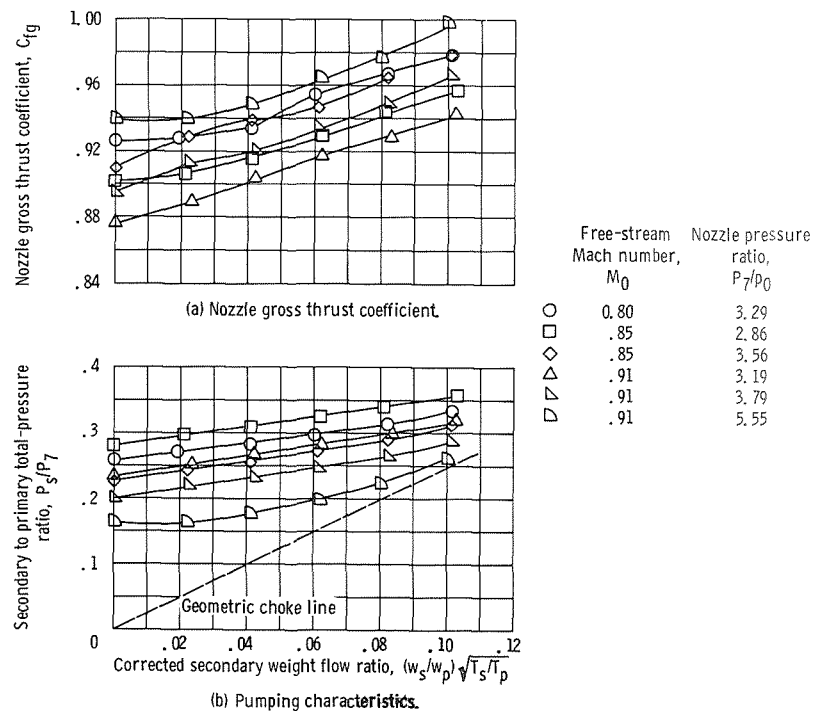 1.00
.96
.92
.88
.84
Nozzle gross thrust coefficient, C_fg
(a) Nozzle gross thrust coefficient.
Free-stream Mach number, M_0
Nozzle pressure ratio, P_7/p_0
0.80 3.29
.85 2.86
.85 3.56
.91 3.19
.91 3.79
.91 5.55
.4
.3
.2
.1
0
Secondary to primary total-pressure ratio, P_s/P_7
Geometric choke line
.02 .04 .06 .08 .10 .12
Corrected secondary weight flow ratio, (w_s/w_p)√T_s/T_p
(b) Pumping characteristics.